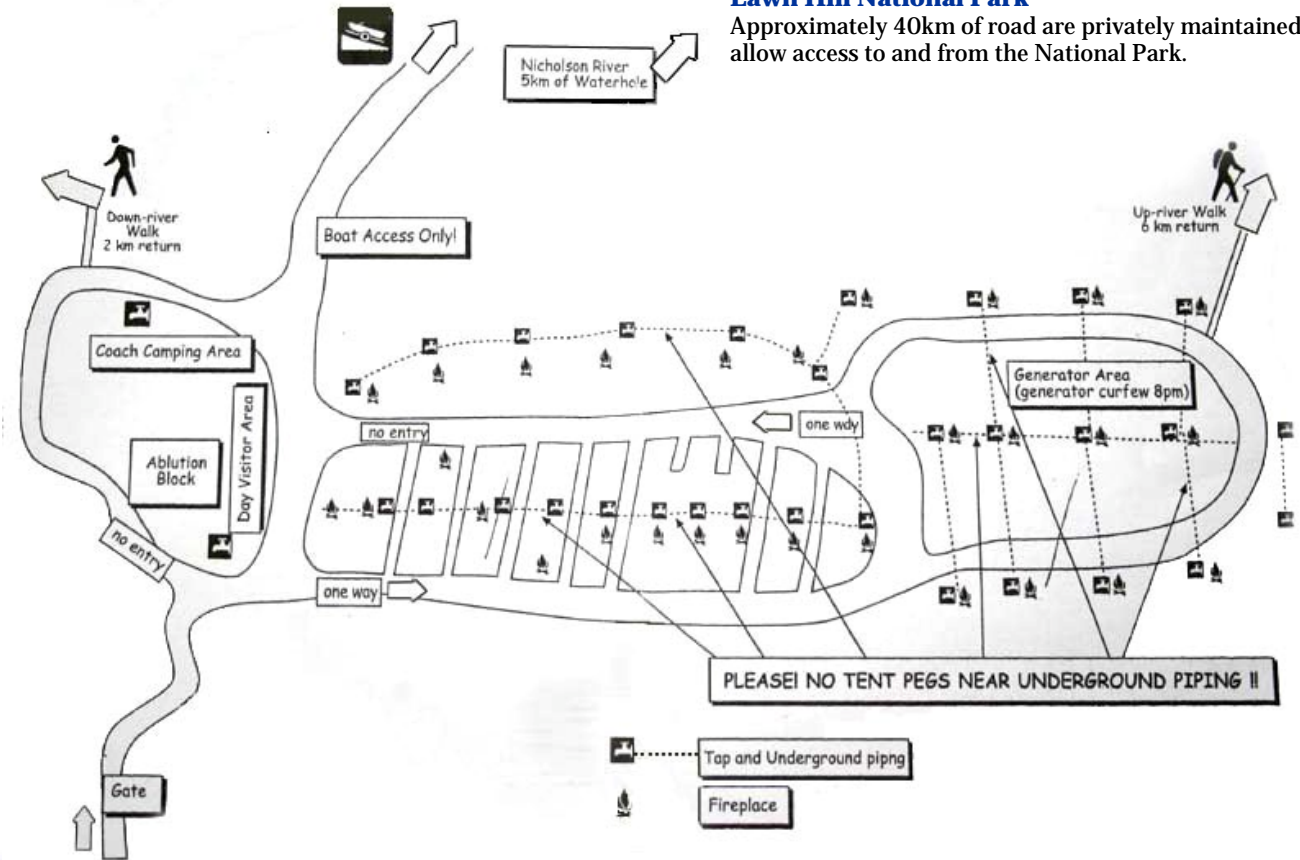 Lawn Hill National Park
Approximately 40km of road are privately maintained
allow access to and from the National Park.
Nicholson River
5km of Waterhole
Down-river
Walk
2 km return
Boat Access Only!
Up-river Walk
6 km return
Coach Camping Area
Generator Area
(generator curfew 8pm)
Day Visitor Area
no entry
one way
Ablution
Block
no entry
one way
PLEASE! NO TENT PEGS NEAR UNDERGROUND PIPING !!
Tap and Underground pipng
Gate
Fireplace